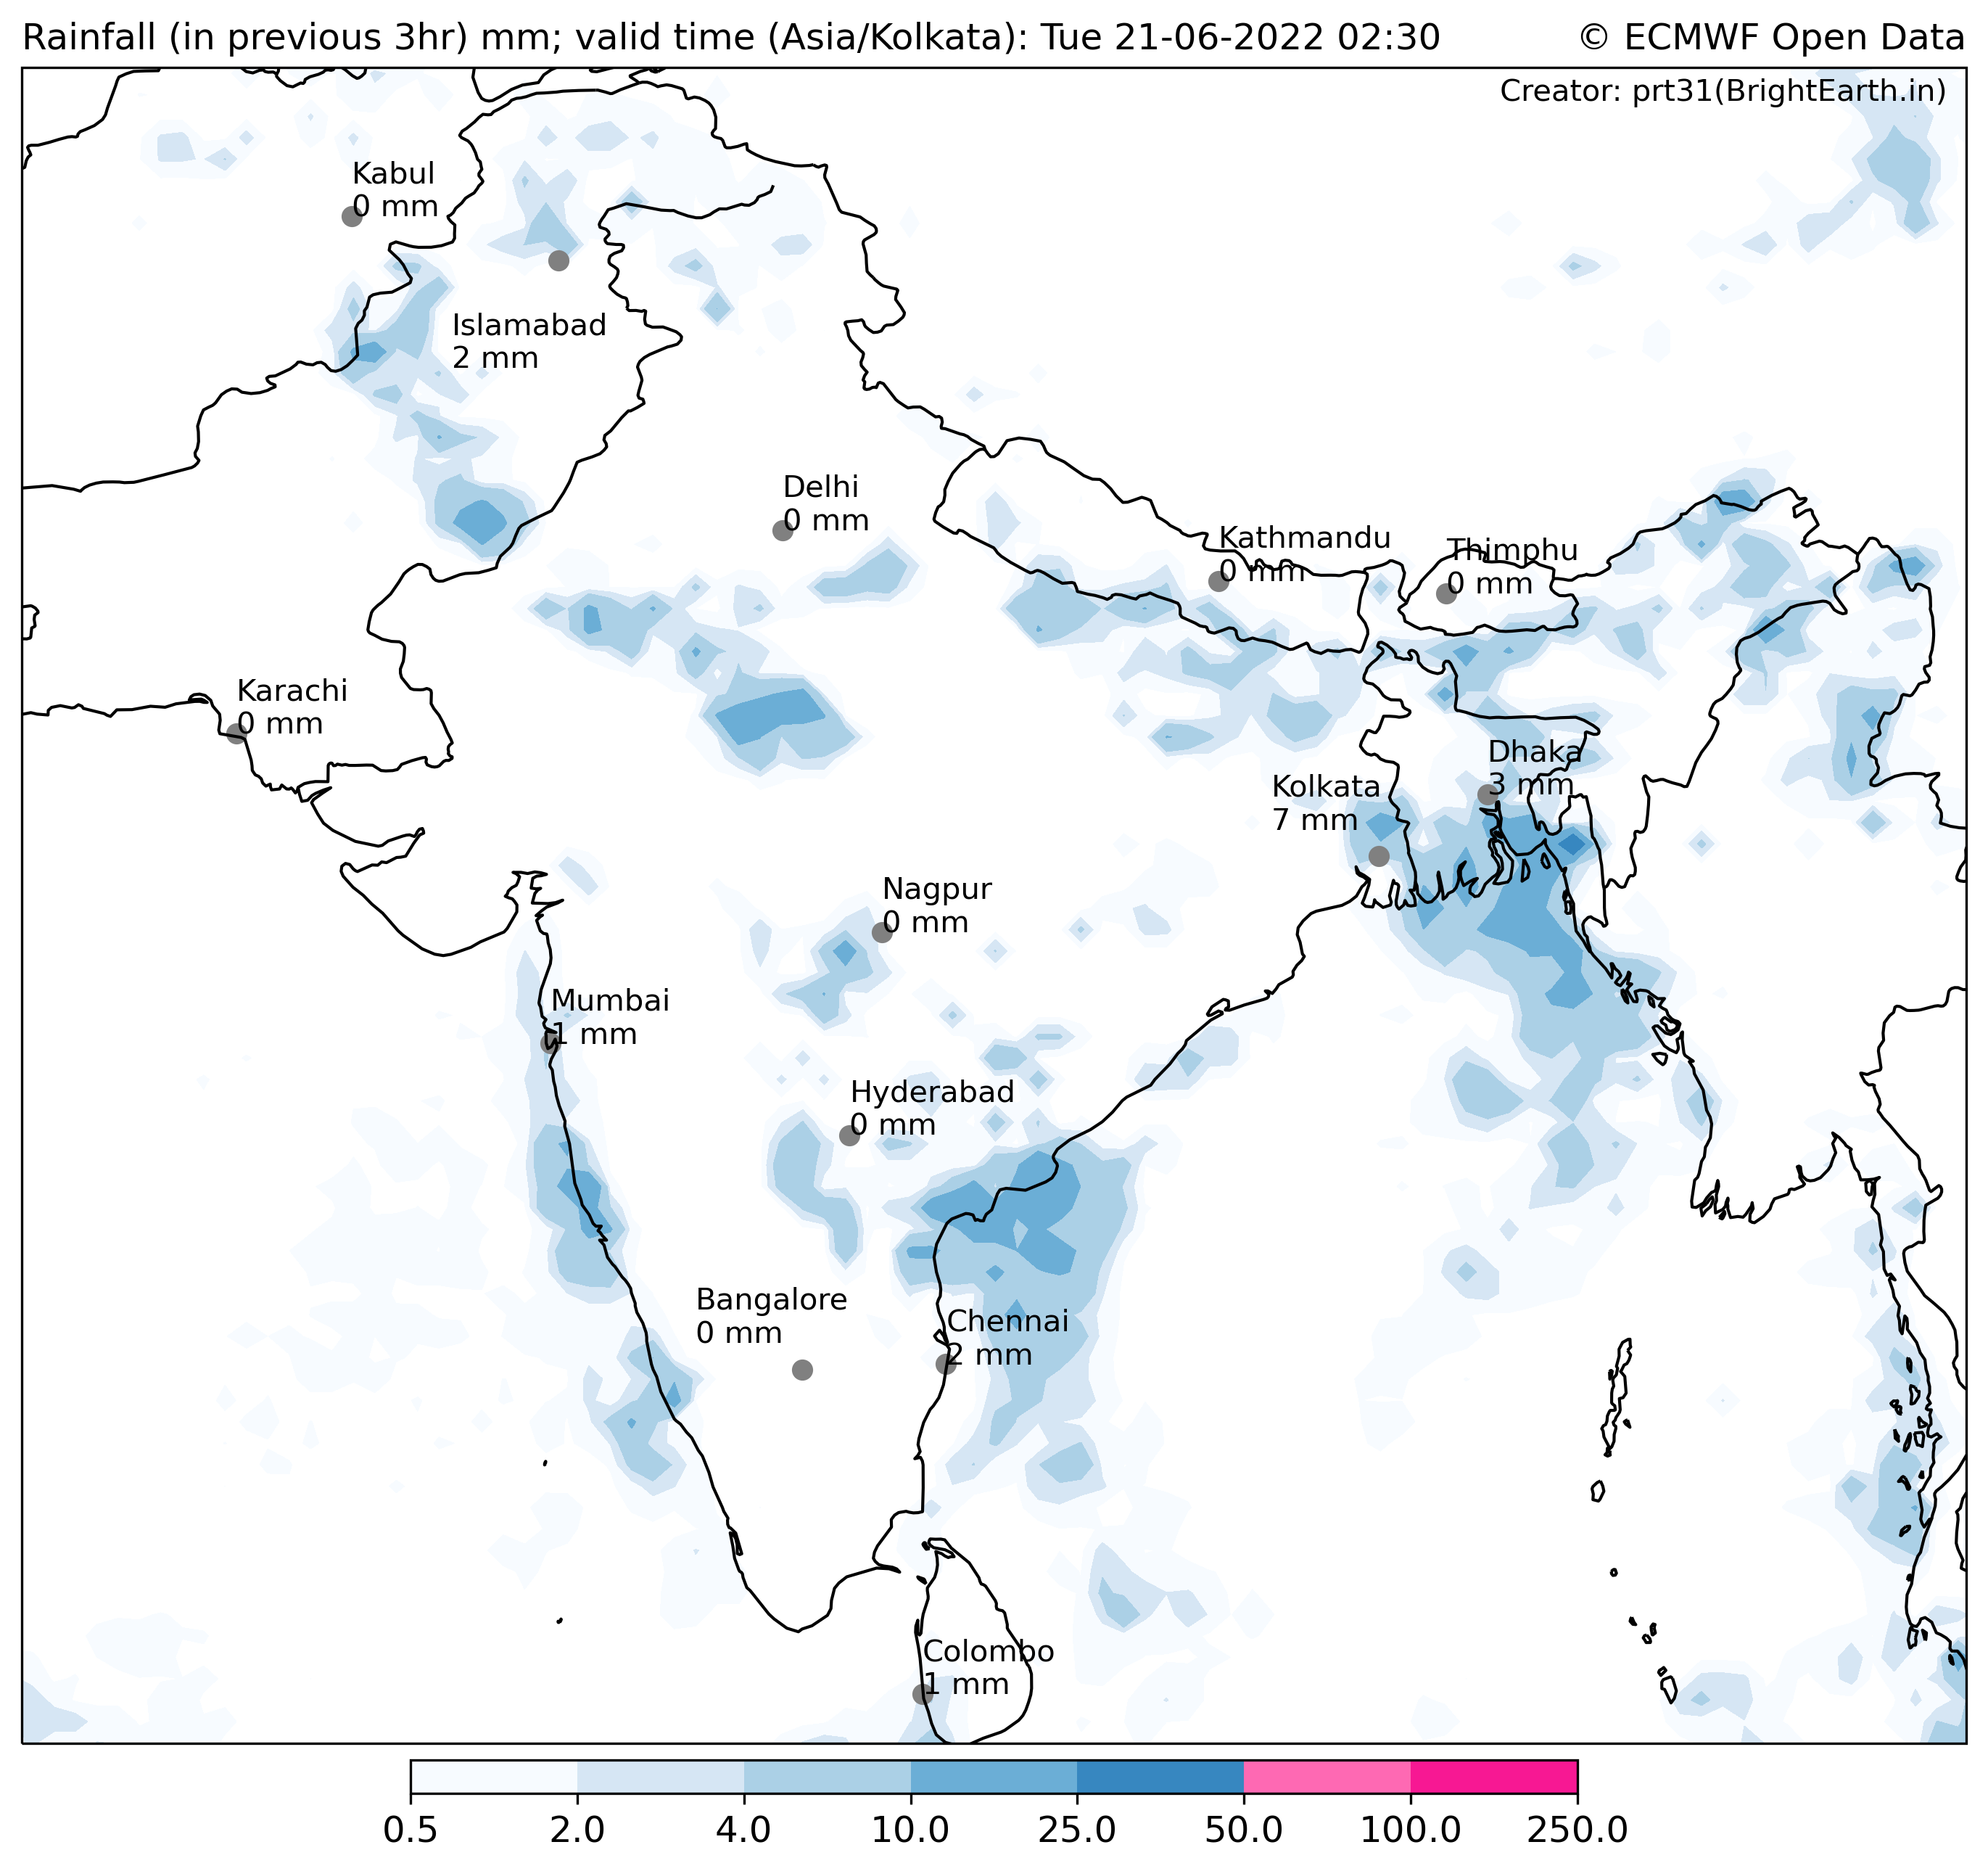 Rainfall (in previous 3hr) mm; valid time (Asia/Kolkata): Tue 21-06-2022 02:30
© ECMWF Open Data
Creator: prt31(BrightEarth.in)
Kabul
0 mm
Islamabad
2 mm
Delhi
0 mm
Kathmandu
0 mm
Thimphu
0 mm
Karachi
0 mm
Dhaka
3 mm
Kolkata
7 mm
Nagpur
0 mm
Mumbai
1 mm
Hyderabad
0 mm
Bangalore
0 mm
Chennai
2 mm
Colombo
1 mm
0.5 2.0 4.0 10.0 25.0 50.0 100.0 250.0